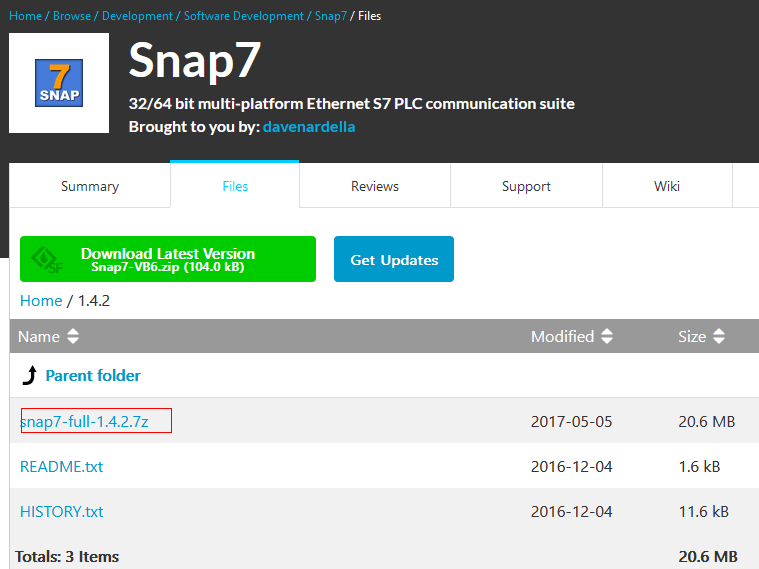 Home / Browse / Development / Software Development / Snap7 / Files
7
SNAP
Snap7
32/64 bit multi-platform Ethernet S7 PLC communication suite
Brought to you by: davenardella
Summary Files Reviews Support Wiki
SF
Download Latest Version
Snap7-VB6.zip (104.0 kB)
Get Updates
Home / 1.4.2
Name Modified Size
Parent folder
snap7-full-1.4.2.7z 2017-05-05 20.6 MB
README.txt 2016-12-04 1.6 kB
HISTORY.txt 2016-12-04 11.6 kB
Totals: 3 Items 20.6 MB